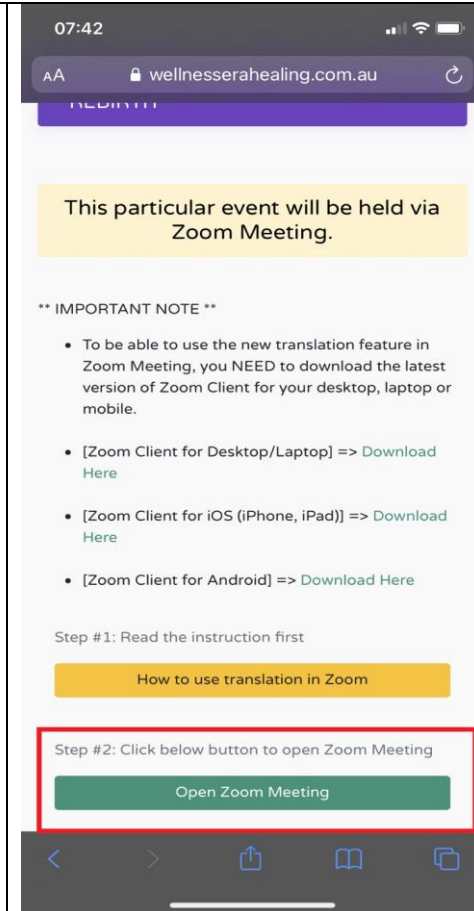 07:42
AA wellnesserahealing.com.au
REBIRTH
This particular event will be held via
Zoom Meeting.
** IMPORTANT NOTE **
• To be able to use the new translation feature in
Zoom Meeting, you NEED to download the latest
version of Zoom Client for your desktop, laptop or
mobile.
• [Zoom Client for Desktop/Laptop] => Download
Here
• [Zoom Client for iOS (iPhone, iPad)] => Download
Here
• [Zoom Client for Android] => Download Here
Step #1: Read the instruction first
How to use translation in Zoom
Step #2: Click below button to open Zoom Meeting
Open Zoom Meeting